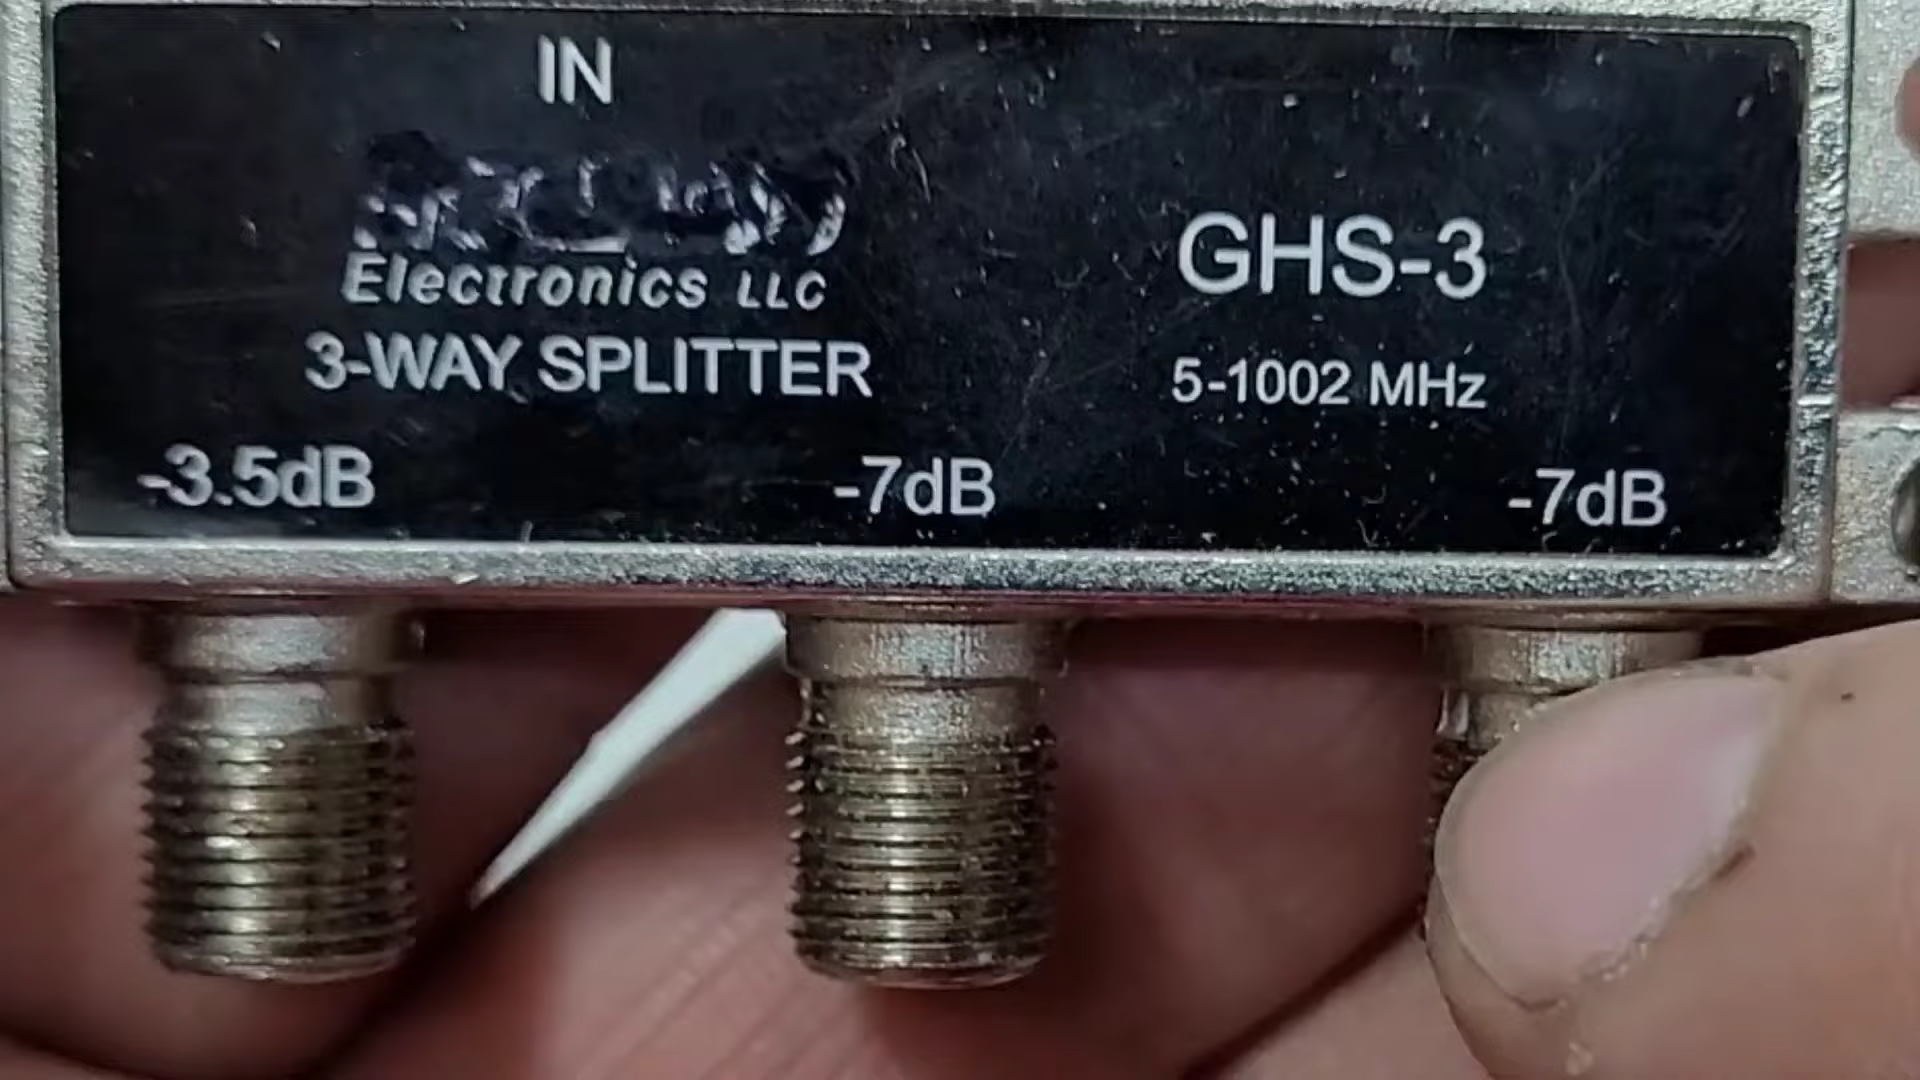 IN
Electronics LLC
3-WAY SPLITTER
GHS-3
5-1002 MHz
-3.5dB
-7dB
-7dB